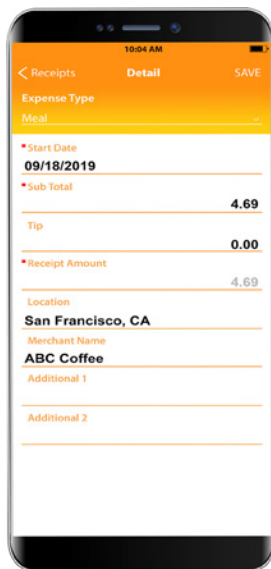 10:04 AM
Receipts Detail SAVE
Expense Type
Meal
*Start Date
09/18/2019
*Sub Total
4.69
Tip
0.00
*Receipt Amount
4.69
Location
San Francisco, CA
Merchant Name
ABC Coffee
Additional 1
Additional 2